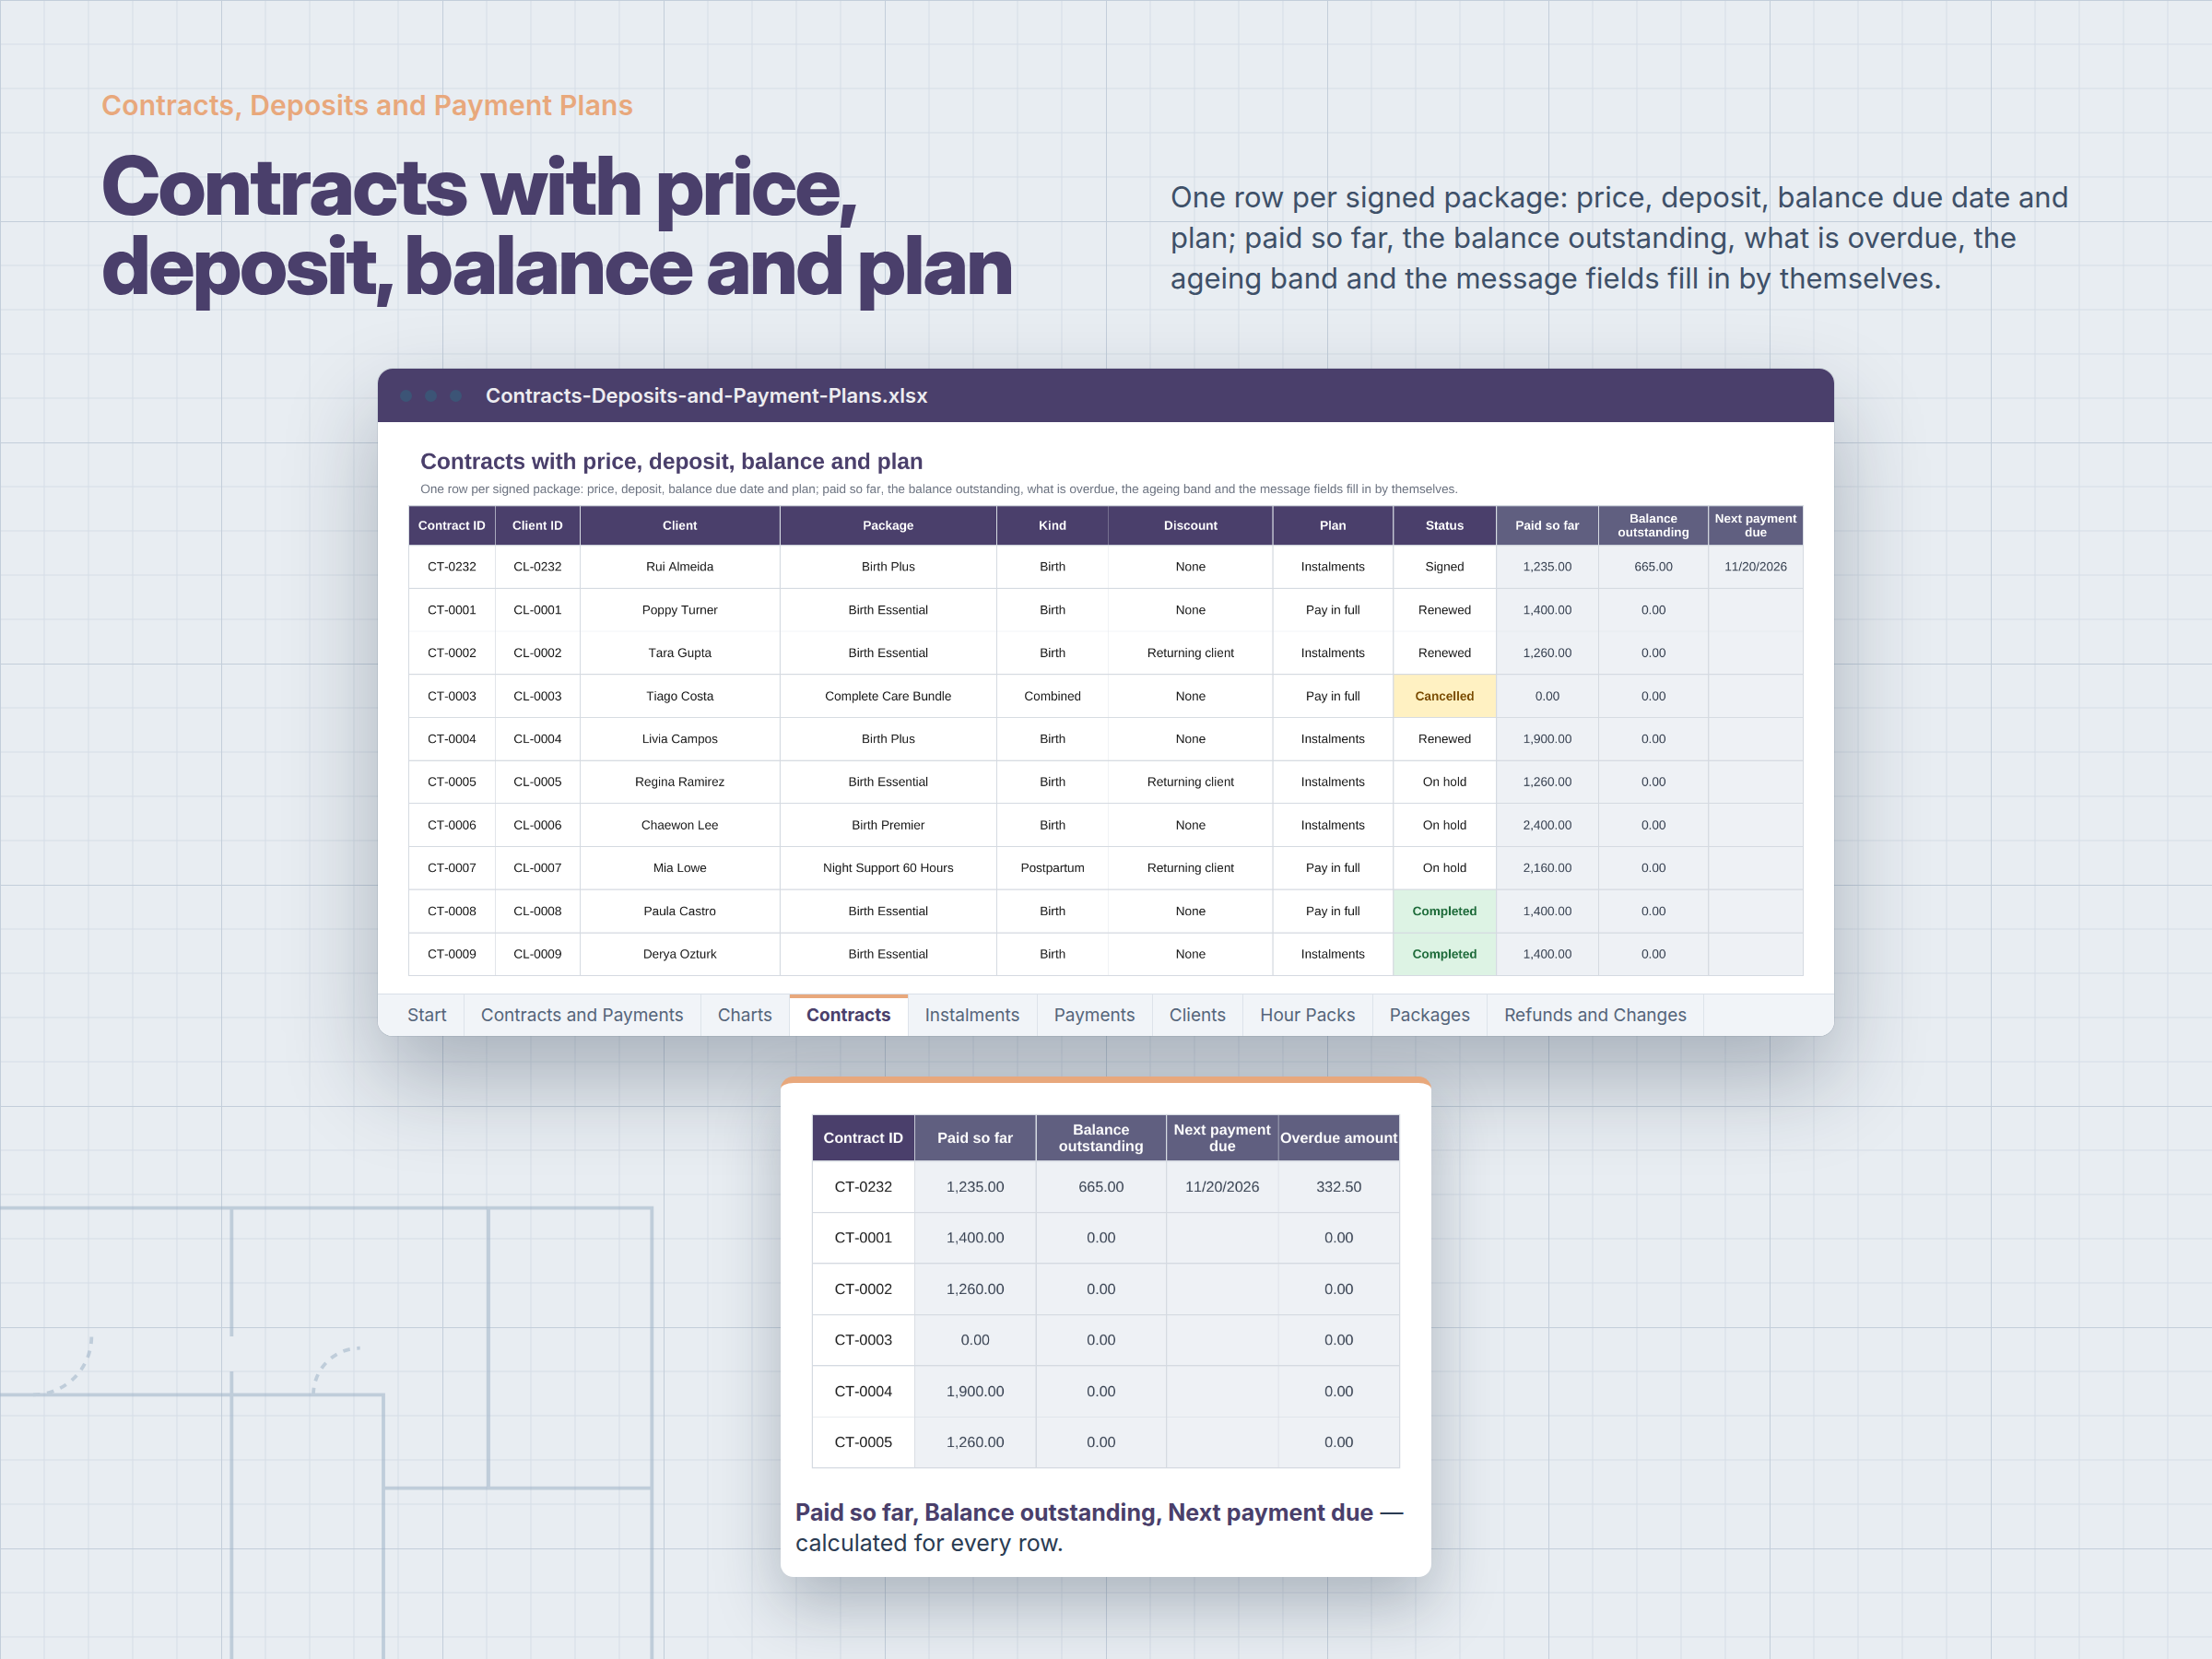 Contracts, Deposits and Payment Plans
Contracts with price,
deposit, balance and plan
One row per signed package: price, deposit, balance due date and
plan; paid so far, the balance outstanding, what is overdue, the
ageing band and the message fields fill in by themselves.
Contracts-Deposits-and-Payment-Plans.xlsx
Contracts with price, deposit, balance and plan
One row per signed package: price, deposit, balance due date and plan; paid so far, the balance outstanding, what is overdue, the ageing band and the message fields fill in by themselves.
Contract ID Client ID Client Package Kind Discount Plan Status Paid so far Balance outstanding Next payment due
CT-0232 CL-0232 Rui Almeida Birth Plus Birth None Instalments Signed 1,235.00 665.00 11/20/2026
CT-0001 CL-0001 Poppy Turner Birth Essential Birth None Pay in full Renewed 1,400.00 0.00
CT-0002 CL-0002 Tara Gupta Birth Essential Birth Returning client Instalments Renewed 1,260.00 0.00
CT-0003 CL-0003 Tiago Costa Complete Care Bundle Combined None Pay in full Cancelled 0.00 0.00
CT-0004 CL-0004 Livia Campos Birth Plus Birth None Instalments Renewed 1,900.00 0.00
CT-0005 CL-0005 Regina Ramirez Birth Essential Birth Returning client Instalments On hold 1,260.00 0.00
CT-0006 CL-0006 Chaewon Lee Birth Premier Birth None Instalments On hold 2,400.00 0.00
CT-0007 CL-0007 Mia Lowe Night Support 60 Hours Postpartum Returning client Pay in full On hold 2,160.00 0.00
CT-0008 CL-0008 Paula Castro Birth Essential Birth None Pay in full Completed 1,400.00 0.00
CT-0009 CL-0009 Derya Ozturk Birth Essential Birth None Instalments Completed 1,400.00 0.00
Start Contracts and Payments Charts Contracts Instalments Payments Clients Hour Packs Packages Refunds and Changes
Contract ID Paid so far Balance outstanding Next payment due Overdue amount
CT-0232 1,235.00 665.00 11/20/2026 332.50
CT-0001 1,400.00 0.00 0.00
CT-0002 1,260.00 0.00 0.00
CT-0003 0.00 0.00 0.00
CT-0004 1,900.00 0.00 0.00
CT-0005 1,260.00 0.00 0.00
Paid so far, Balance outstanding, Next payment due —
calculated for every row.